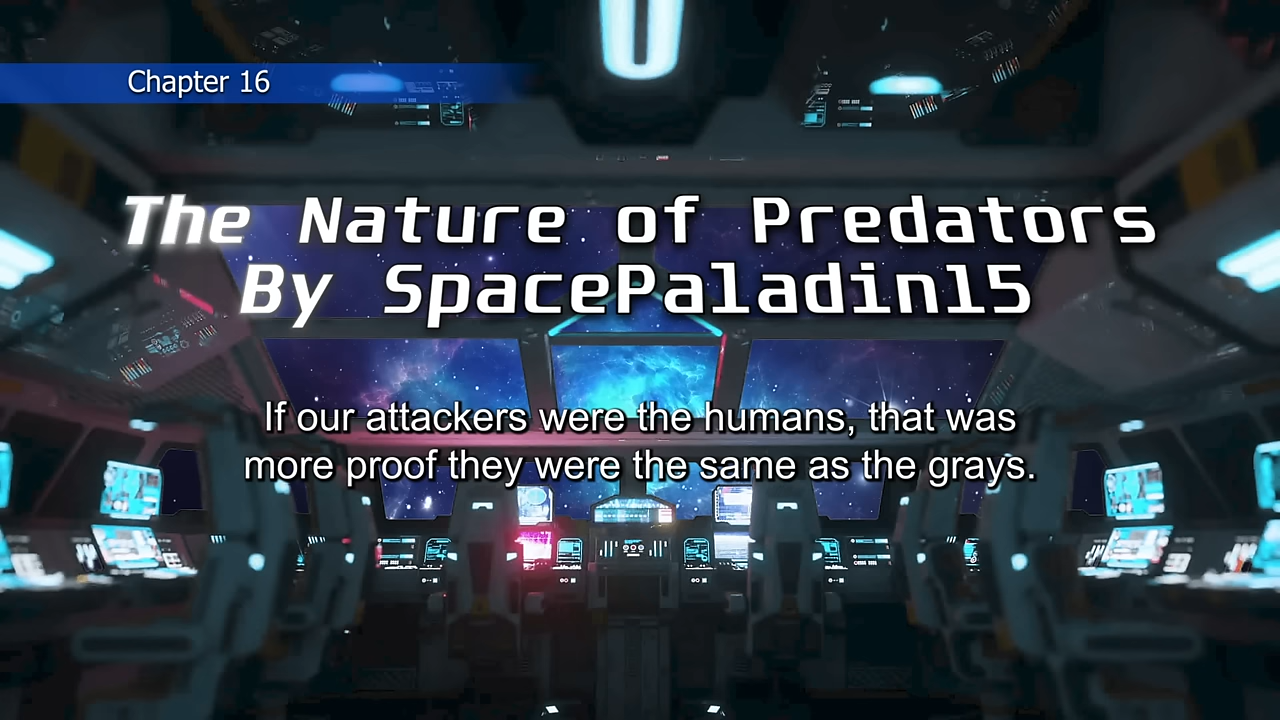 Chapter 16
The Nature of Predators
By SpacePaladin15
If our attackers were the humans, that was
more proof they were the same as the grays.